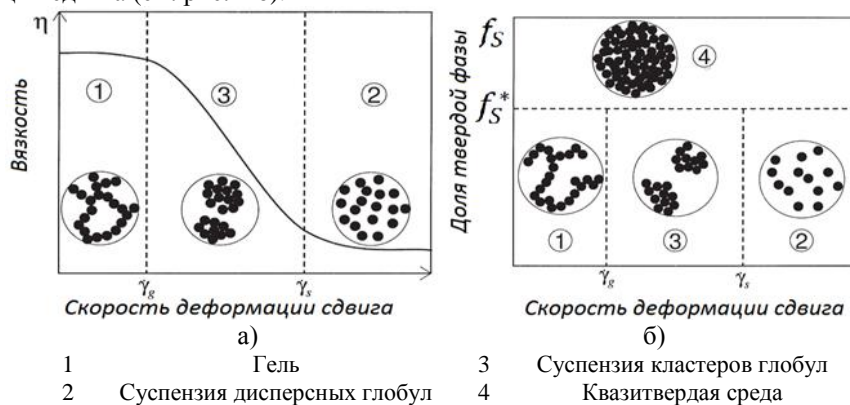 η
Вязкость
1
3
2
γg
γs
Скорость деформации сдвига
а)
fS
fS*
Доля твердой фазы
4
1
3
2
γg
γs
Скорость деформации сдвига
б)
1 Гель 3 Суспензия кластеров глобул
2 Суспензия дисперсных глобул 4 Квазитвердая среда